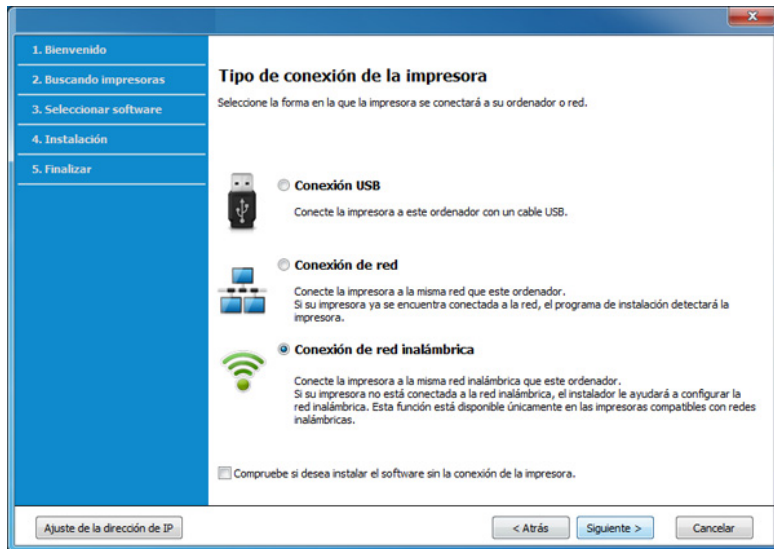 1. Bienvenido
2. Buscando impresoras
3. Seleccionar software
4. Instalación
5. Finalizar
Tipo de conexión de la impresora
Seleccione la forma en la que la impresora se conectará a su ordenador o red.
Conexión USB
Conecte la impresora a este ordenador con un cable USB.
Conexión de red
Conecte la impresora a la misma red que este ordenador.
Si su impresora ya se encuentra conectada a la red, el programa de instalación detectará la
impresora.
Conexión de red inalámbrica
Conecte la impresora a la misma red inalámbrica que este ordenador.
Si su impresora no está conectada a la red inalámbrica, el instalador le ayudará a configurar la
red inalámbrica. Esta función está disponible únicamente en las impresoras compatibles con redes
inalámbricas.
Compruebe si desea instalar el software sin la conexión de la impresora.
Ajuste de la dirección de IP
< Atrás
Siguiente >
Cancelar